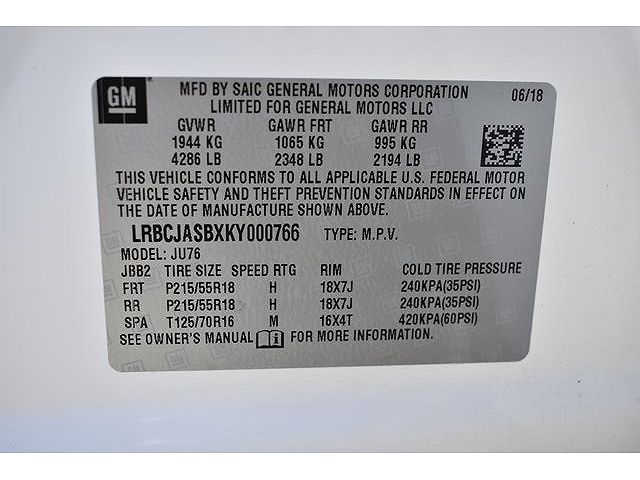 GM
MFD BY SAIC GENERAL MOTORS CORPORATION 06/18
LIMITED FOR GENERAL MOTORS LLC
GVWR GAWR FRT GAWR RR
1944 KG 1065 KG 995 KG
4286 LB 2348 LB 2194 LB
THIS VEHICLE CONFORMS TO ALL APPLICABLE U.S. FEDERAL MOTOR
VEHICLE SAFETY AND THEFT PREVENTION STANDARDS IN EFFECT ON
THE DATE OF MANUFACTURE SHOWN ABOVE.
LRBCJASBXKY000766 TYPE: M.P.V.
MODEL: JU76
JBB2 TIRE SIZE SPEED RTG RIM COLD TIRE PRESSURE
FRT P215/55R18 H 18X7J 240KPA(35PSI)
RR P215/55R18 H 18X7J 240KPA(35PSI)
SPA T125/70R16 M 16X4T 420KPA(60PSI)
SEE OWNER'S MANUAL FOR MORE INFORMATION.